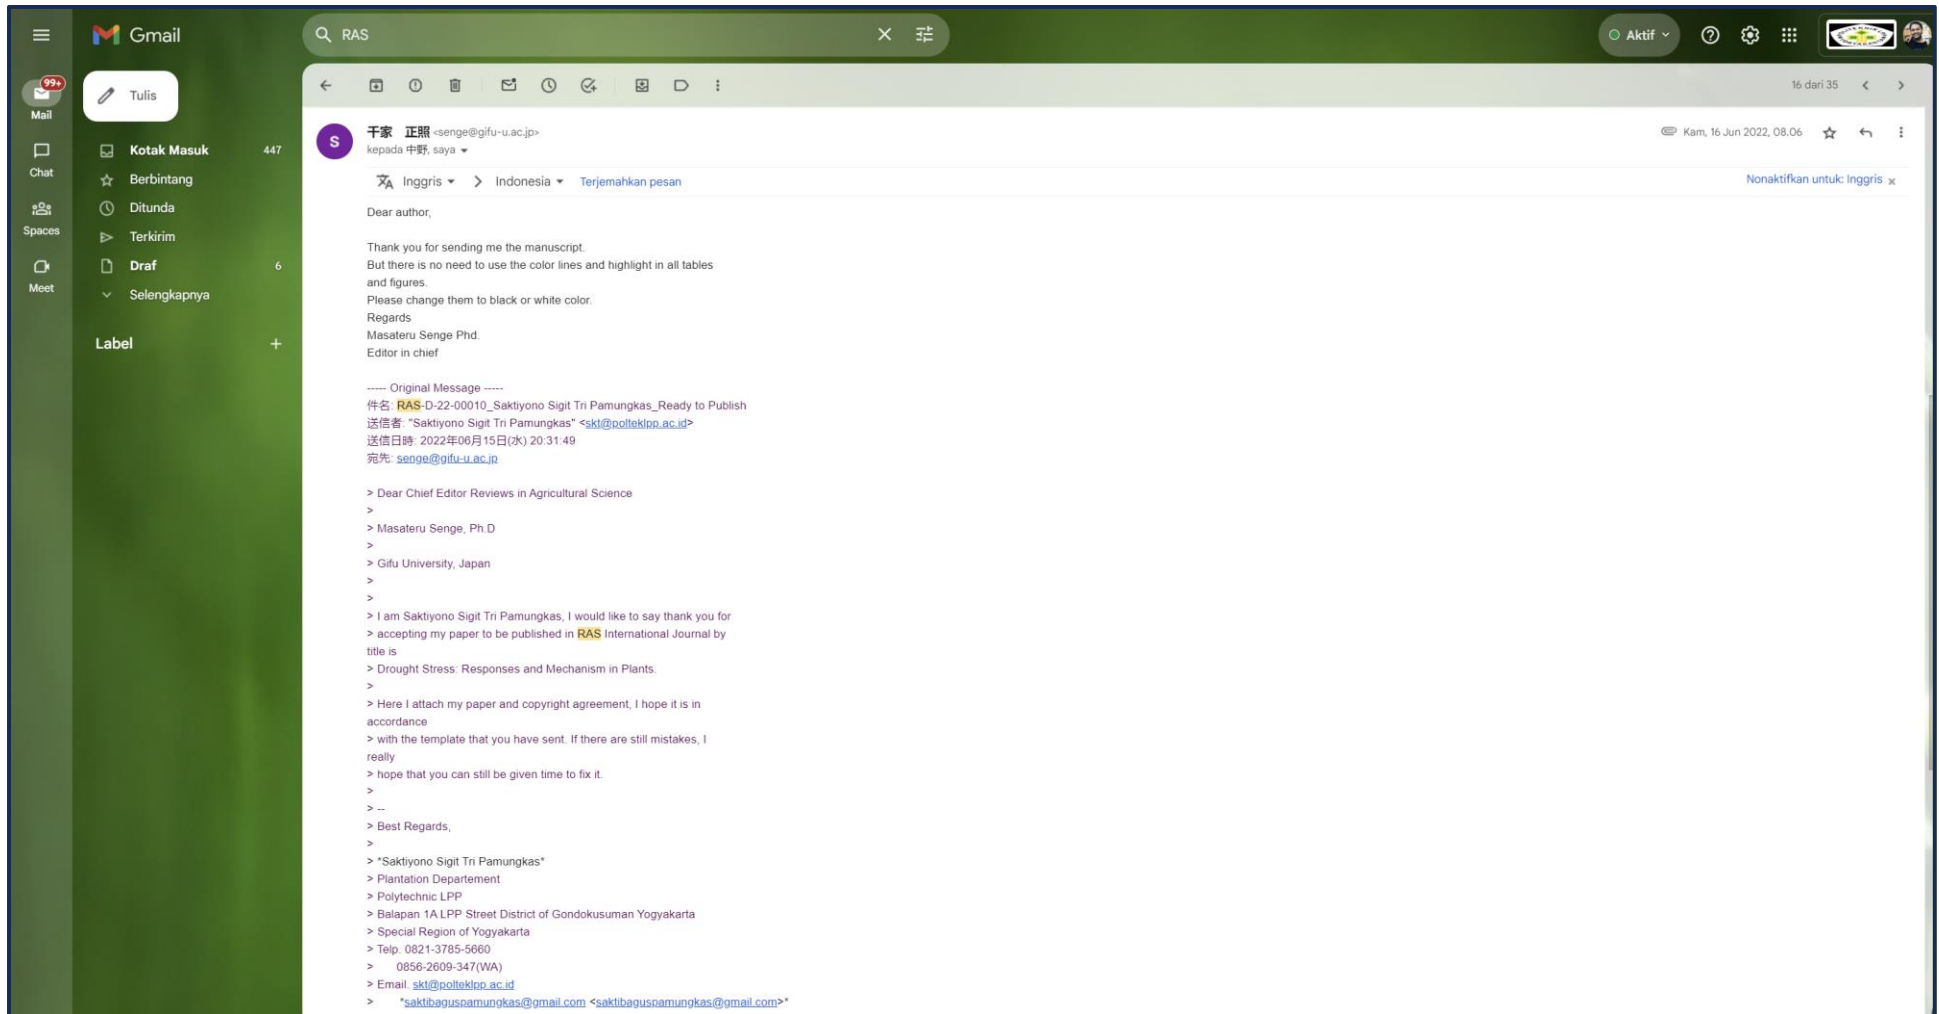 Gmail
RAS
Aktif
99+
Mail
Tulis
16 dari 35
Kotak Masuk 447
Chat
Berbintang
Ditunda
Spaces
Terkirim
Draf 6
Meet
Selengkapnya
Label +
S
千家 正照 <senge@gifu-u.ac.jp>
Kam, 16 Jun 2022, 08.06
kepada 中野, saya
Inggris > Indonesia Terjemahkan pesan
Nonaktifkan untuk: Inggris x
Dear author,
Thank you for sending me the manuscript.
But there is no need to use the color lines and highlight in all tables
and figures.
Please change them to black or white color.
Regards
Masateru Senge Phd.
Editor in chief
----- Original Message -----
件名: RAS-D-22-00010_Saktiyono Sigit Tri Pamungkas_Ready to Publish
送信者: "Saktiyono Sigit Tri Pamungkas" <skt@polteklpp.ac.id>
送信日時: 2022年06月15日(水) 20:31:49
宛先: senge@gifu-u.ac.jp
> Dear Chief Editor Reviews in Agricultural Science
>
> Masateru Senge, Ph.D
>
> Gifu University, Japan
>
>
> I am Saktiyono Sigit Tri Pamungkas, I would like to say thank you for
> accepting my paper to be published in RAS International Journal by
title is
> Drought Stress: Responses and Mechanism in Plants.
>
> Here I attach my paper and copyright agreement, I hope it is in
accordance
> with the template that you have sent. If there are still mistakes, I
really
> hope that you can still be given time to fix it.
>
> --
> Best Regards,
>
> *Saktiyono Sigit Tri Pamungkas*
> Plantation Departement
> Polytechnic LPP
> Balapan 1A LPP Street District of Gondokusuman Yogyakarta
> Special Region of Yogyakarta
> Telp. 0821-3785-5660
> 0856-2609-347(WA)
> Email. skt@polteklpp.ac.id
> *saktibaguspamungkas@gmail.com <saktibaguspamungkas@gmail.com>*